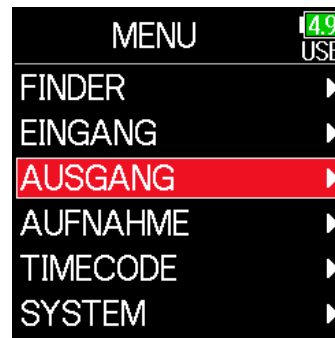 MENU
4.9
USB
FINDER
EINGANG
AUSGANG
AUFNAHME
TIMECODE
SYSTEM